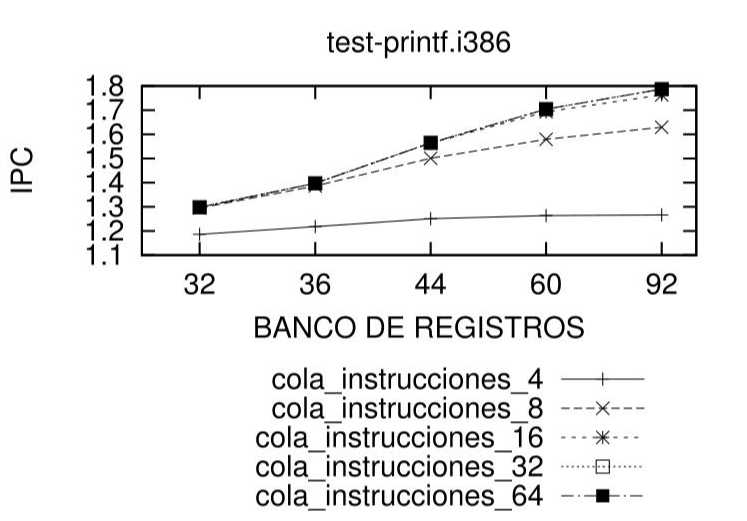 test-printf.i386
1.8
1.7
1.6
1.5
1.4
1.3
1.2
1.1
IPC
32 36 44 60 92
BANCO DE REGISTROS
cola_instrucciones_4
cola_instrucciones_8
cola_instrucciones_16
cola_instrucciones_32
cola_instrucciones_64